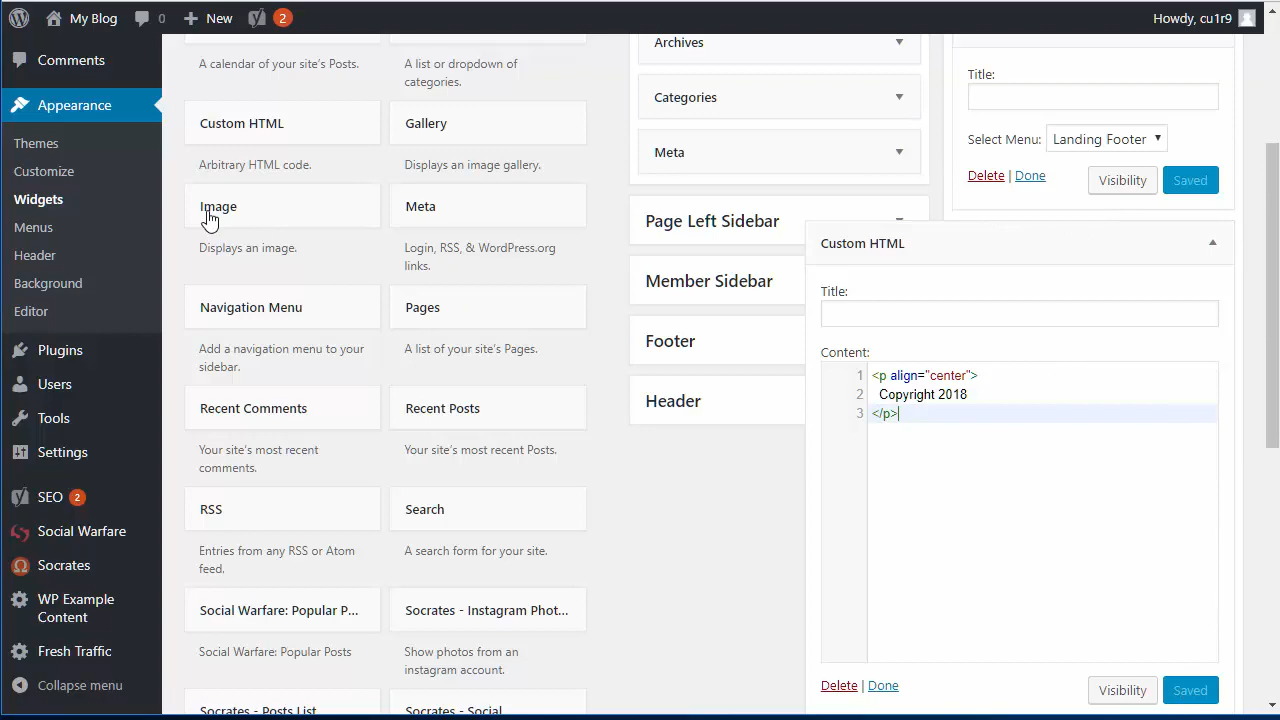 My Blog
0
New
2
Howdy, cu1r9
Comments
Appearance
Themes
Customize
Widgets
Menus
Header
Background
Editor
Plugins
Users
Tools
Settings
SEO 2
Social Warfare
Socrates
WP Example
Content
Fresh Traffic
Collapse menu
A calendar of your site's Posts.
A list or dropdown of
categories.
Custom HTML
Arbitrary HTML code.
Gallery
Displays an image gallery.
Image
Displays an image.
Meta
Login, RSS, & WordPress.org
links.
Navigation Menu
Add a navigation menu to your
sidebar.
Pages
A list of your site's Pages.
Recent Comments
Your site's most recent
comments.
Recent Posts
Your site's most recent Posts.
RSS
Entries from any RSS or Atom
feed.
Search
A search form for your site.
Social Warfare: Popular P...
Social Warfare: Popular Posts
Socrates - Instagram Phot...
Show photos from an
instagram account.
Socrates - Posts List
Socrates - Social
Archives
Categories
Meta
Page Left Sidebar
Member Sidebar
Footer
Header
Title:
Select Menu: Landing Footer
Delete | Done
Visibility
Saved
Custom HTML
Title:
Content:
1 <p align="center">
2 Copyright 2018
3 </p>
Delete | Done
Visibility
Saved